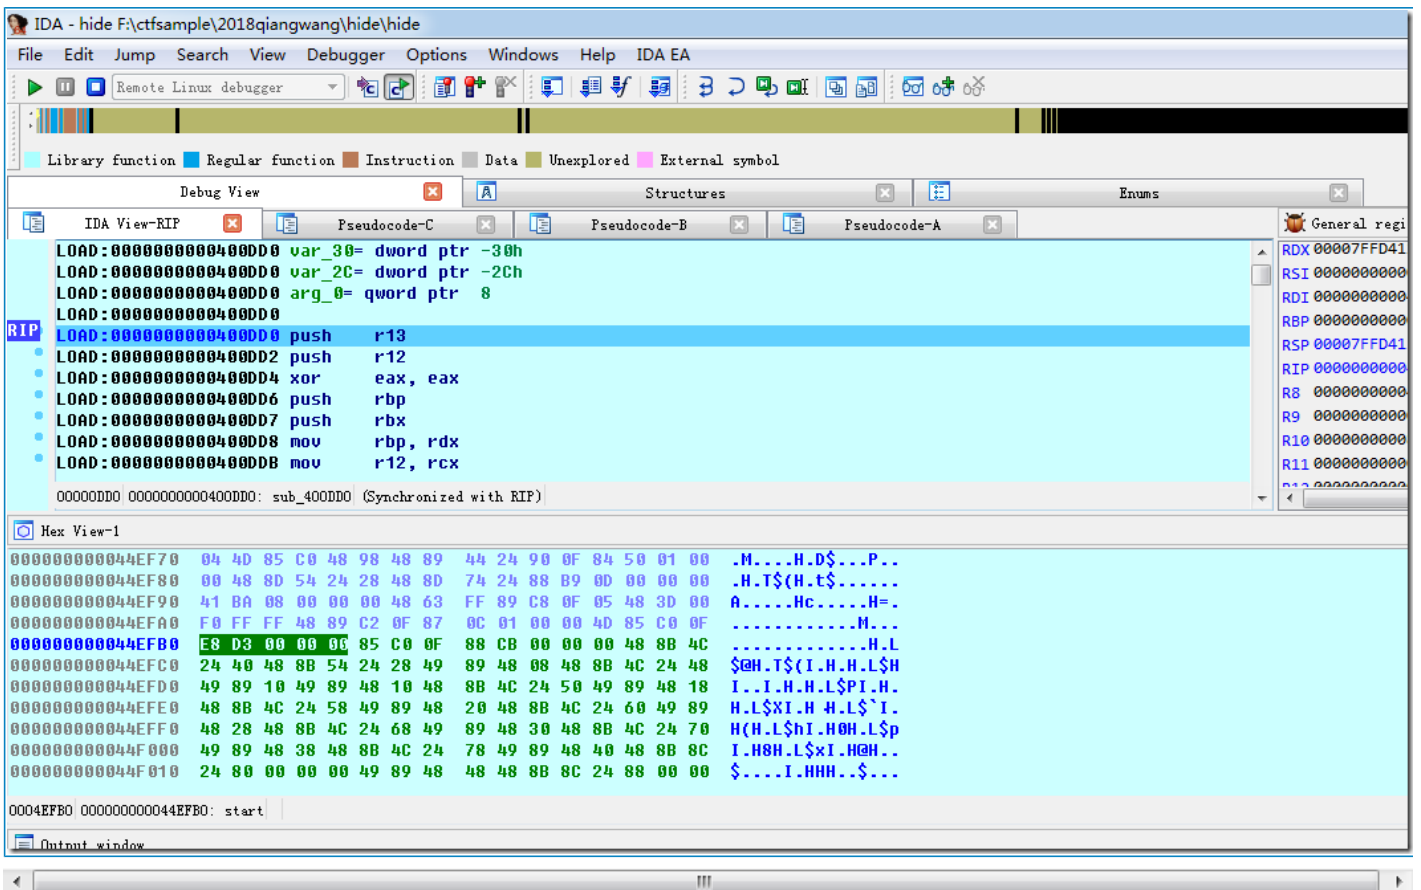 IDA - hide F:\ctfsample\2018qiangwang\hide\hide
File Edit Jump Search View Debugger Options Windows Help IDA EA
Remote Linux debugger
Library function Regular function Instruction Data Unexplored External symbol
Debug View Structures Enums
IDA View-RIP Pseudocode-C Pseudocode-B Pseudocode-A General regi
LOAD:0000000000400DD0 var_30= dword ptr -30h
LOAD:0000000000400DD0 var_2C= dword ptr -2Ch
LOAD:0000000000400DD0 arg_0= qword ptr 8
LOAD:0000000000400DD0
RIP LOAD:0000000000400DD0 push r13
LOAD:0000000000400DD2 push r12
LOAD:0000000000400DD4 xor eax, eax
LOAD:0000000000400DD6 push rbp
LOAD:0000000000400DD7 push rbx
LOAD:0000000000400DD8 mov rbp, rdx
LOAD:0000000000400DDB mov r12, rcx
00000DD0 0000000000400DD0: sub_400DD0 (Synchronized with RIP)
RDX 00007FFD41
RSI 0000000000
RDI 0000000000
RBP 0000000000
RSP 00007FFD41
RIP 0000000000
R8 0000000000
R9 0000000000
R10 0000000000
R11 0000000000
Hex View-1
000000000044EF70 04 4D 85 C0 48 98 48 89 44 24 90 0F 84 50 01 00 .M....H.D$...P..
000000000044EF80 00 48 8D 54 24 28 48 8D 74 24 88 B9 0D 00 00 00 .H.T$(H.t$......
000000000044EF90 41 BA 08 00 00 00 48 63 FF 89 C8 0F 05 48 3D 00 A.....Hc.....H=.
000000000044EFA0 F0 FF FF 48 89 C2 0F 87 0C 01 00 00 4D 85 C0 0F ............M...
000000000044EFB0 E8 D3 00 00 00 85 C0 0F 88 CB 00 00 00 48 8B 4C .............H.L
000000000044EFC0 24 40 48 8B 54 24 28 49 89 48 08 48 8B 4C 24 48 $@H.T$(I.H.H.L$H
000000000044EFD0 49 89 10 49 89 48 10 48 8B 4C 24 50 49 89 48 18 I..I.H.H.L$PI.H.
000000000044EFE0 48 8B 4C 24 58 49 89 48 20 48 8B 4C 24 60 49 89 H.L$XI.H H.L$`I.
000000000044EFF0 48 28 48 8B 4C 24 68 49 89 48 30 48 8B 4C 24 70 H(H.L$hI.H0H.L$p
000000000044F000 49 89 48 38 48 8B 4C 24 78 49 89 48 40 48 8B 8C I.H8H.L$xI.H@H..
000000000044F010 24 80 00 00 00 49 89 48 48 48 8B 8C 24 88 00 00 $....I.HHH..$...
0004EFB0 000000000044EFB0: start
Output window